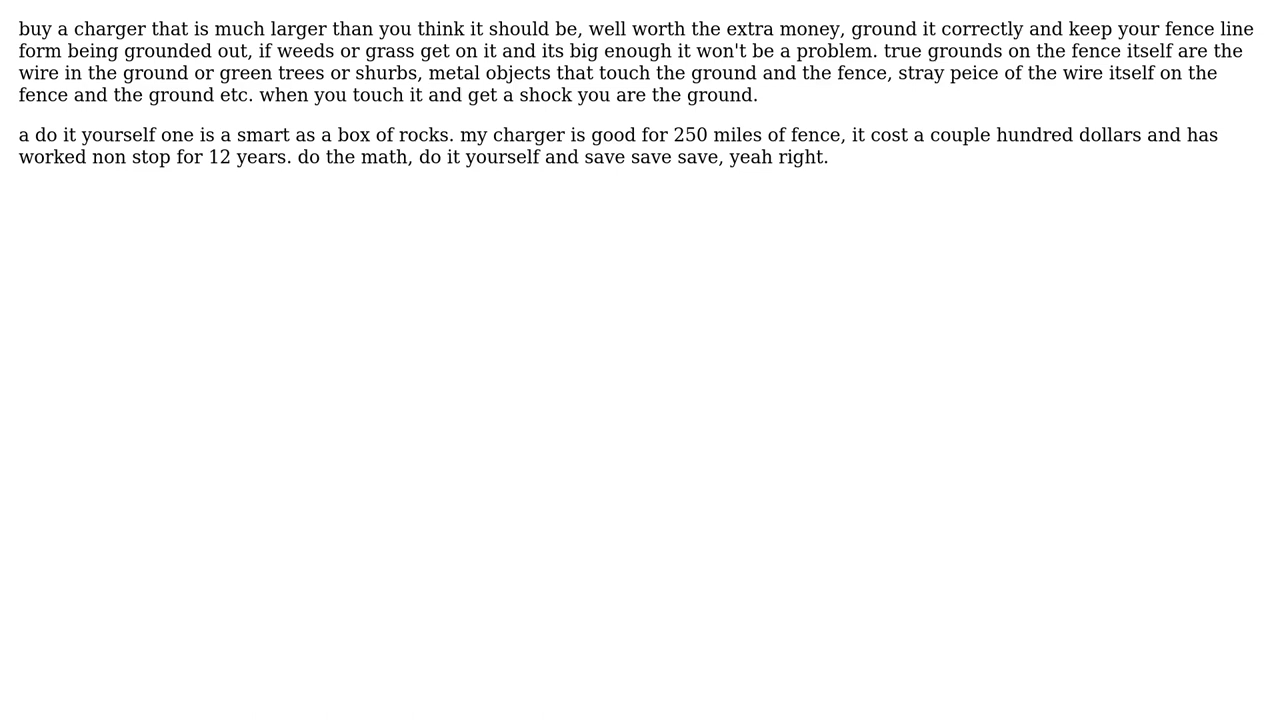 buy a charger that is much larger than you think it should be, well worth the extra money, ground it correctly and keep your fence line
form being grounded out, if weeds or grass get on it and its big enough it won't be a problem. true grounds on the fence itself are the
wire in the ground or green trees or shurbs, metal objects that touch the ground and the fence, stray peice of the wire itself on the
fence and the ground etc. when you touch it and get a shock you are the ground.
a do it yourself one is a smart as a box of rocks. my charger is good for 250 miles of fence, it cost a couple hundred dollars and has
worked non stop for 12 years. do the math, do it yourself and save save save, yeah right.